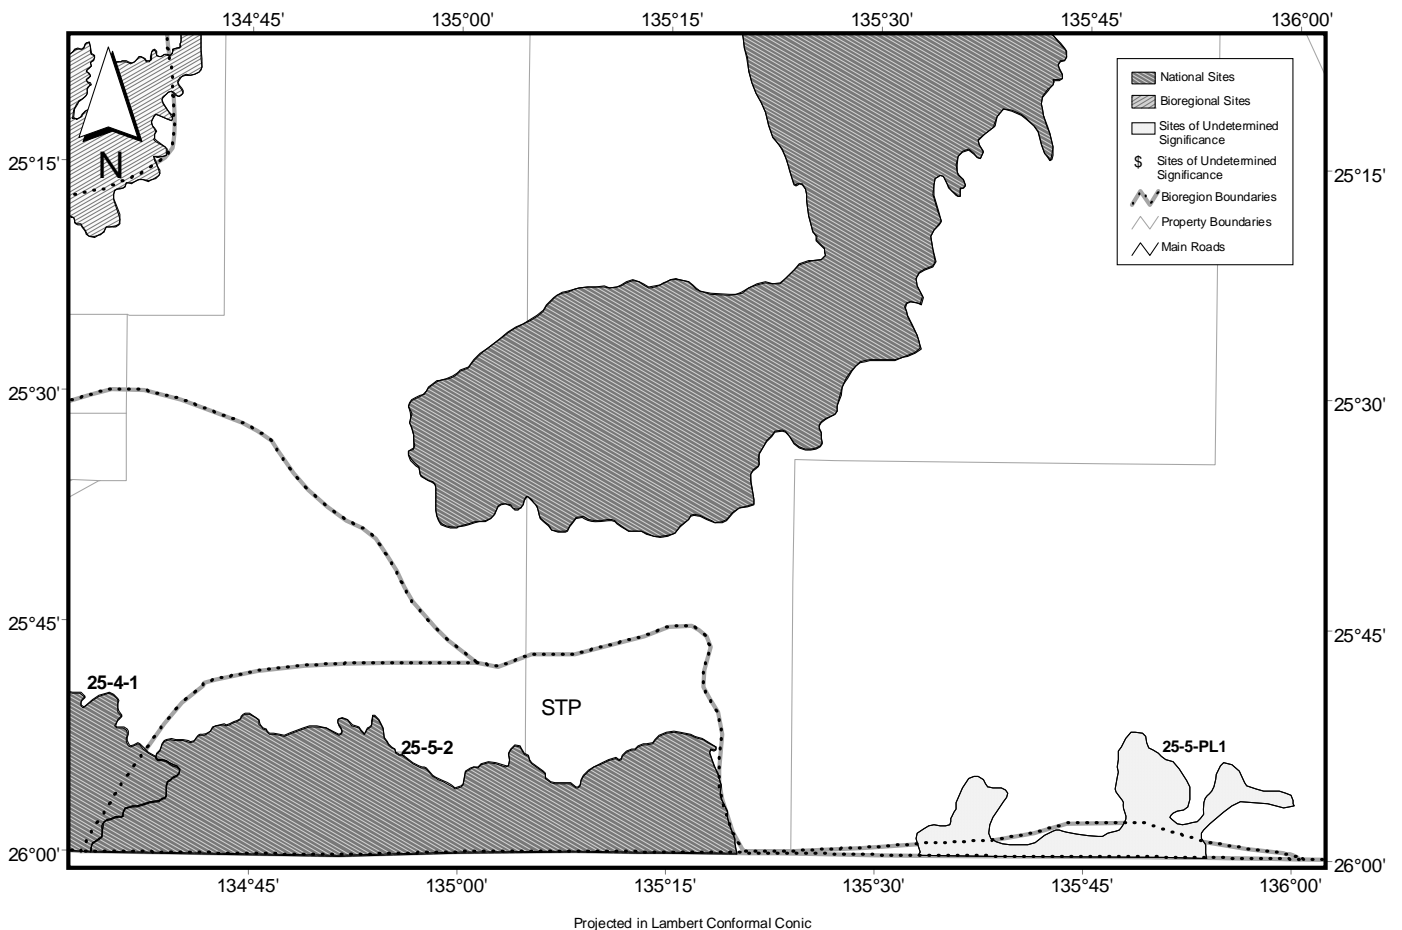 134°45' 135°00' 135°15' 135°30' 135°45' 136°00'
National Sites
Bioregional Sites
Sites of Undetermined
Significance
$ Sites of Undetermined
Significance
Bioregion Boundaries
Property Boundaries
Main Roads
N
25°15' 25°15'
25°30' 25°30'
25°45' 25°45'
25-4-1
STP
25-5-2
25-5-PL1
26°00' 26°00'
134°45' 135°00' 135°15' 135°30' 135°45' 136°00'
Projected in Lambert Conformal Conic